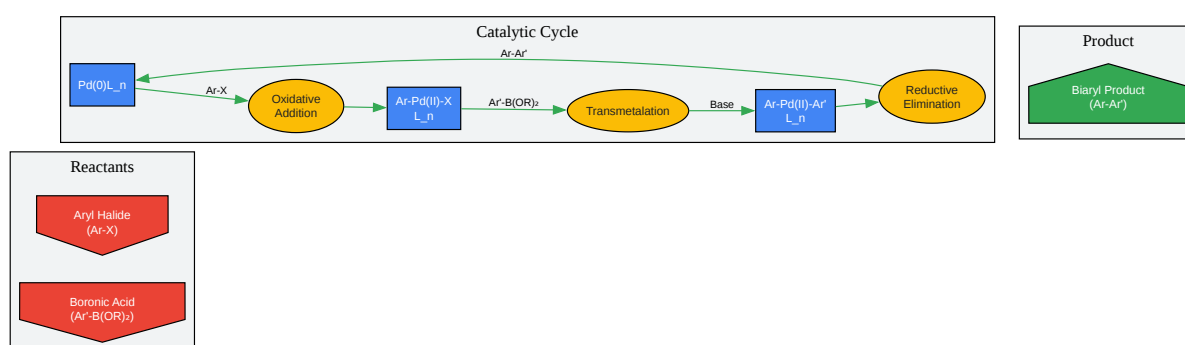 Catalytic Cycle
Product
Ar-Ar'
Pd(0)L_n
Ar-X
Oxidative
Addition
Ar-Pd(II)-X
L_n
Ar'-B(OR)₂
Transmetalation
Base
Ar-Pd(II)-Ar'
L_n
Reductive
Elimination
Biaryl Product
(Ar-Ar')
Reactants
Aryl Halide
(Ar-X)
Boronic Acid
(Ar'-B(OR)₂)